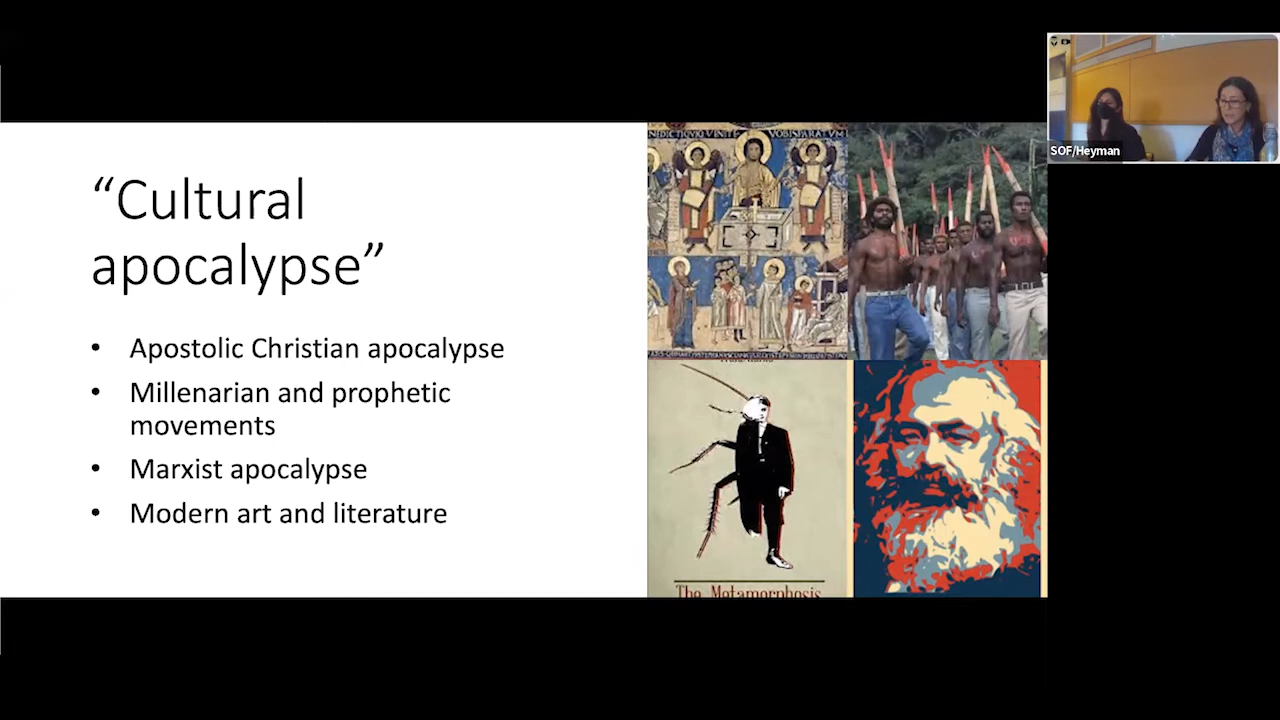 “Cultural
apocalypse”
• Apostolic Christian apocalypse
• Millenarian and prophetic
movements
• Marxist apocalypse
• Modern art and literature
The Metamorphosis
SOF/Heyman